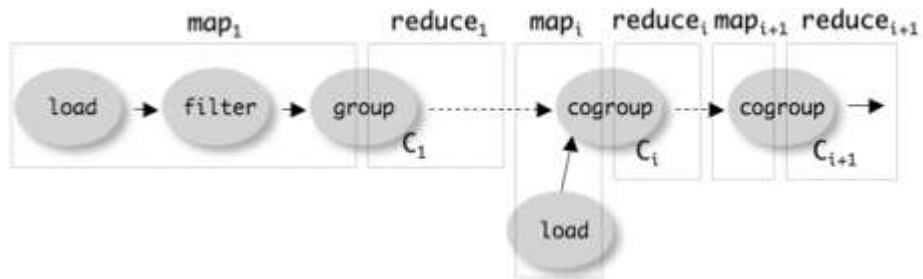 map₁ reduce₁ mapᵢ reduceᵢ mapᵢ₊₁ reduceᵢ₊₁
load filter group cogroup cogroup
C₁ Cᵢ Cᵢ₊₁
load